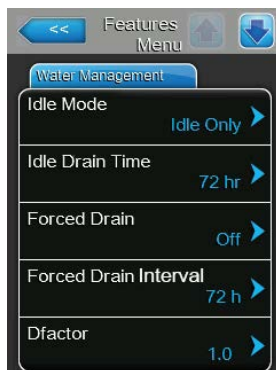 << Features
Menu
Water Management
Idle Mode
Idle Only
Idle Drain Time
72 hr
Forced Drain
Off
Forced Drain Interval
72 h
Dfactor
1.0